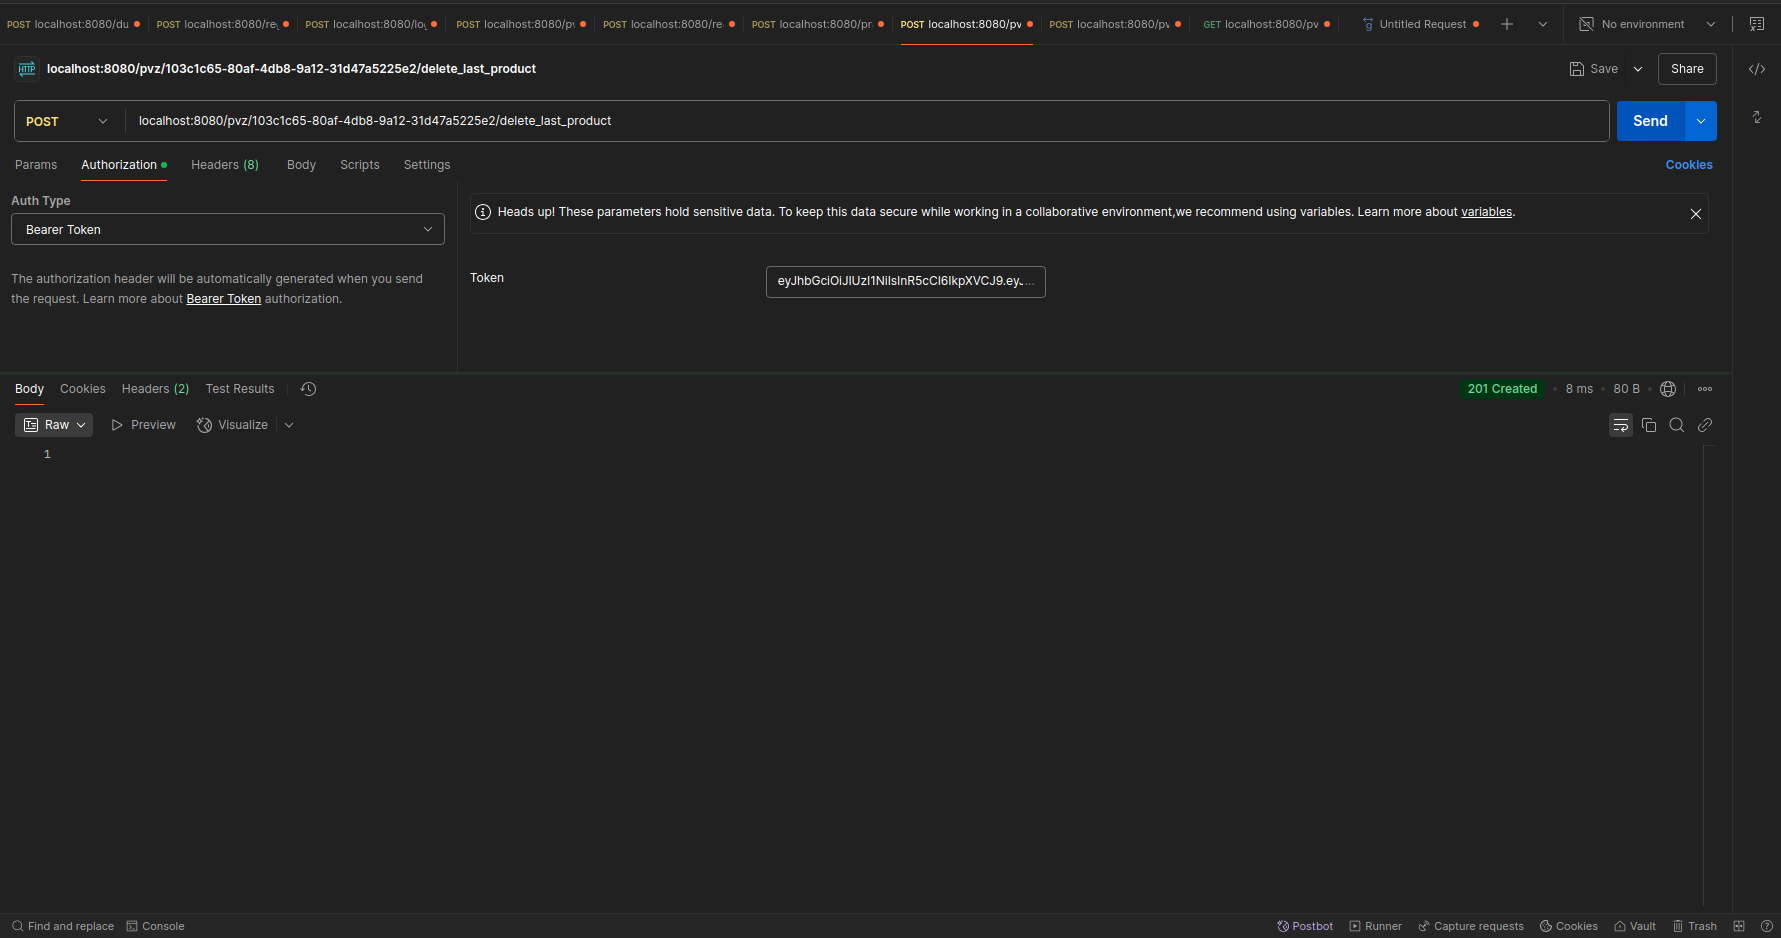 POST localhost:8080/du POST localhost:8080/re POST localhost:8080/lo POST localhost:8080/pv POST localhost:8080/re POST localhost:8080/pr POST localhost:8080/pv POST localhost:8080/pv GET localhost:8080/pv Untitled Request No environment
HTTP localhost:8080/pvz/103c1c65-80af-4db8-9a12-31d47a5225e2/delete_last_product Save Share
POST localhost:8080/pvz/103c1c65-80af-4db8-9a12-31d47a5225e2/delete_last_product Send
Params Authorization Headers (8) Body Scripts Settings Cookies
Auth Type
Heads up! These parameters hold sensitive data. To keep this data secure while working in a collaborative environment,we recommend using variables. Learn more about variables.
Bearer Token
The authorization header will be automatically generated when you send
the request. Learn more about Bearer Token authorization.
Token eyJhbGciOiJIUzI1NiIsInR5cCI6IkpXVCJ9.eyJ...
Body Cookies Headers (2) Test Results 201 Created • 8 ms • 80 B
Raw Preview Visualize
1
Find and replace Console Postbot Runner Capture requests Cookies Vault Trash